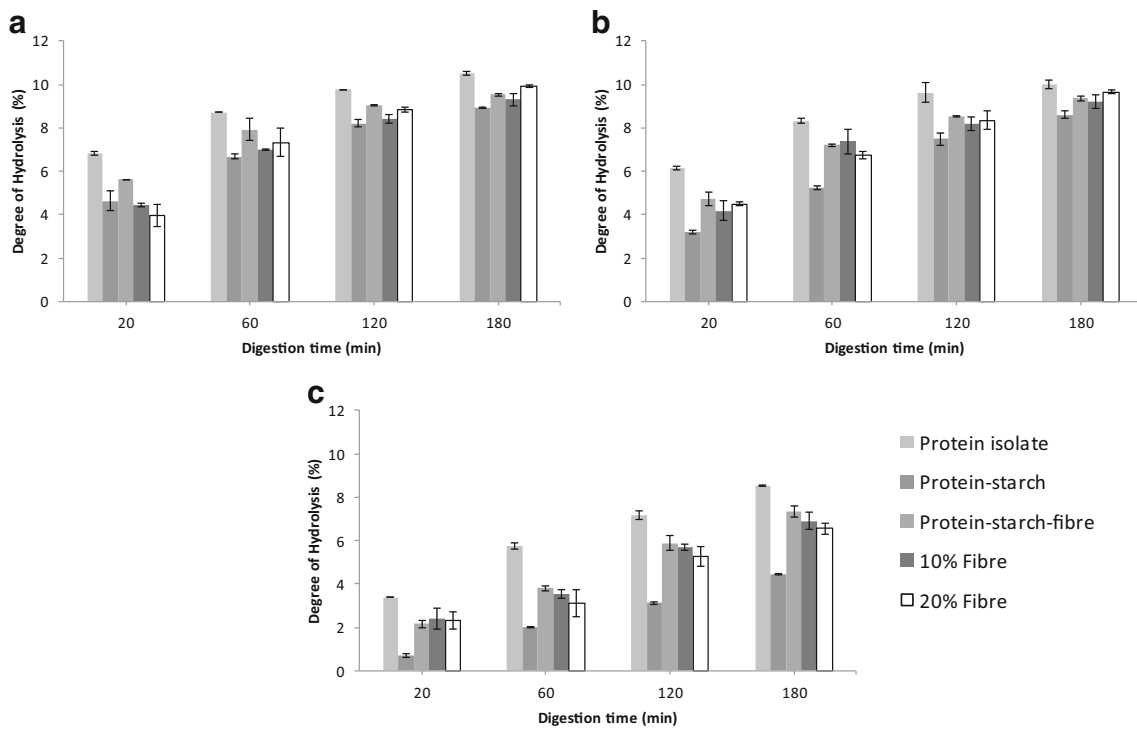 a
Degree of Hydrolysis (%)
12
10
8
6
4
2
0
20 60 120 180
Digestion time (min)
b
Degree of Hydrolysis (%)
12
10
8
6
4
2
0
20 60 120 180
Digestion time (min)
c
Degree of Hydrolysis (%)
12
10
8
6
4
2
0
20 60 120 180
Digestion time (min)
Protein isolate
Protein-starch
Protein-starch-fibre
10% Fibre
20% Fibre